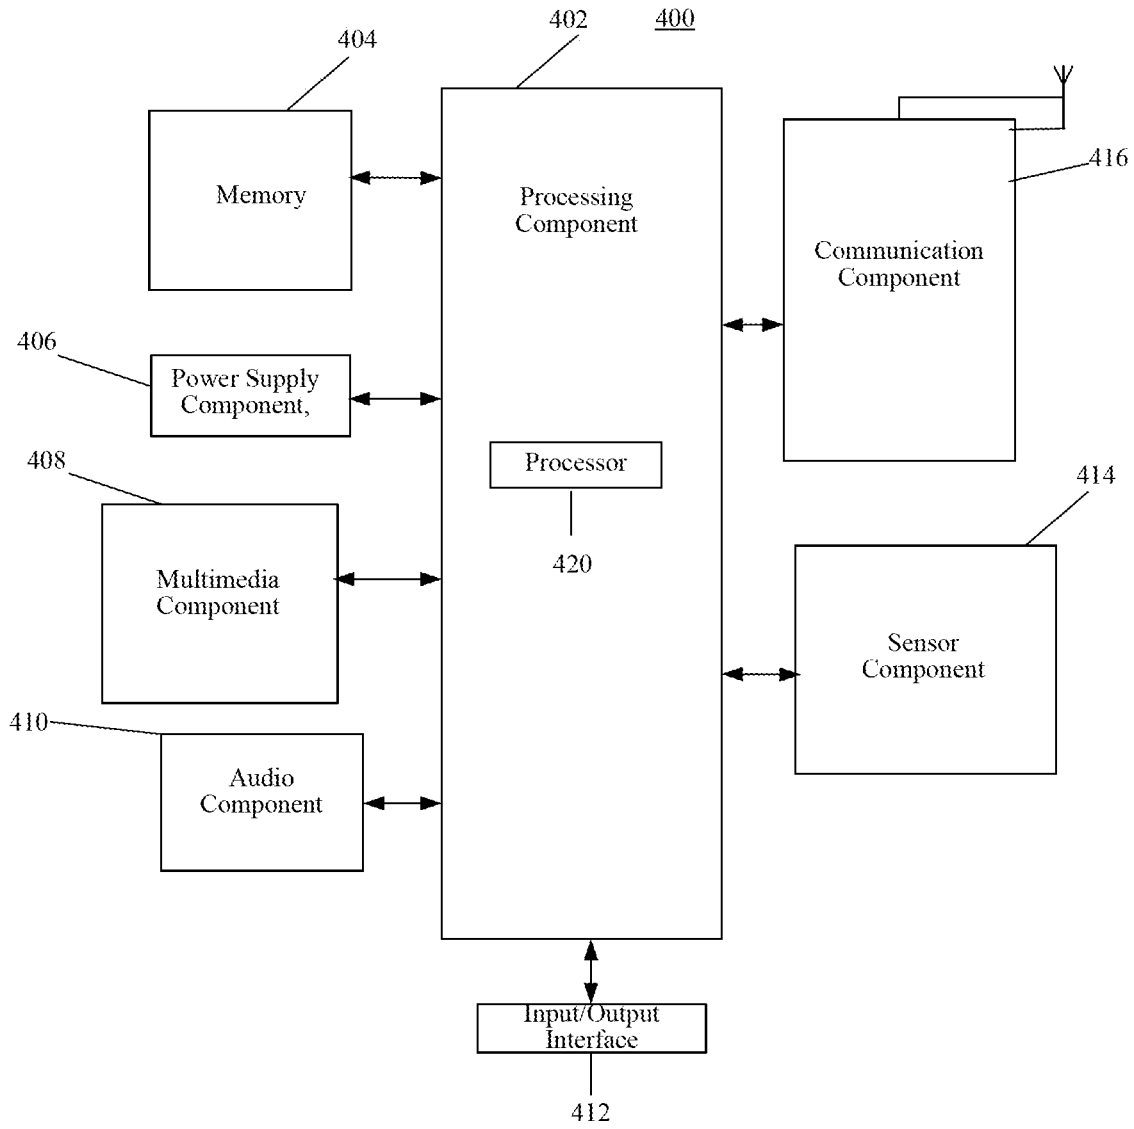 402
400
404
Memory
Processing
Component
416
Communication
Component
406
Power Supply
Component,
408
Processor
420
414
Multimedia
Component
Sensor
Component
410
Audio
Component
Input/Output
Interface
412